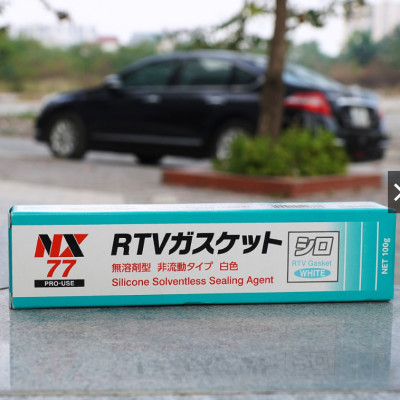 NX
77
PRO-USE
RTVガスケット
無溶剤型 非流動タイプ 白色
Silicone Solventless Sealing Agent
シロ
RTV Gasket
WHITE
NET 100g